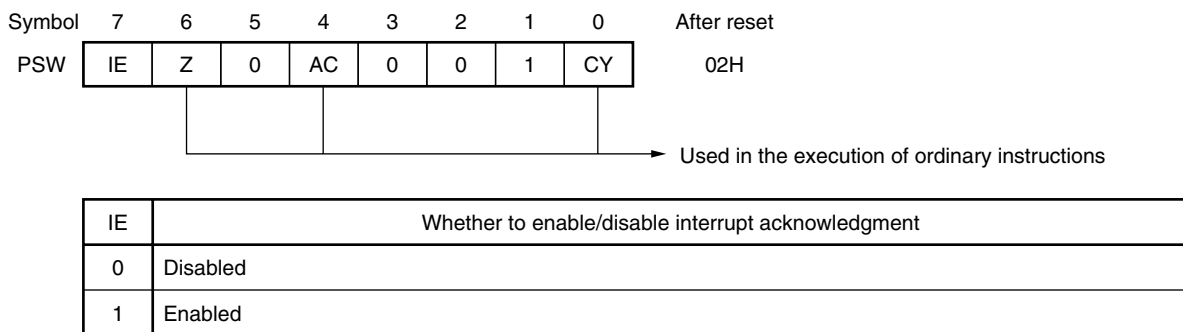 Symbol 7 6 5 4 3 2 1 0 After reset
PSW IE Z 0 AC 0 0 1 CY 02H
Used in the execution of ordinary instructions
IE Whether to enable/disable interrupt acknowledgment
0 Disabled
1 Enabled